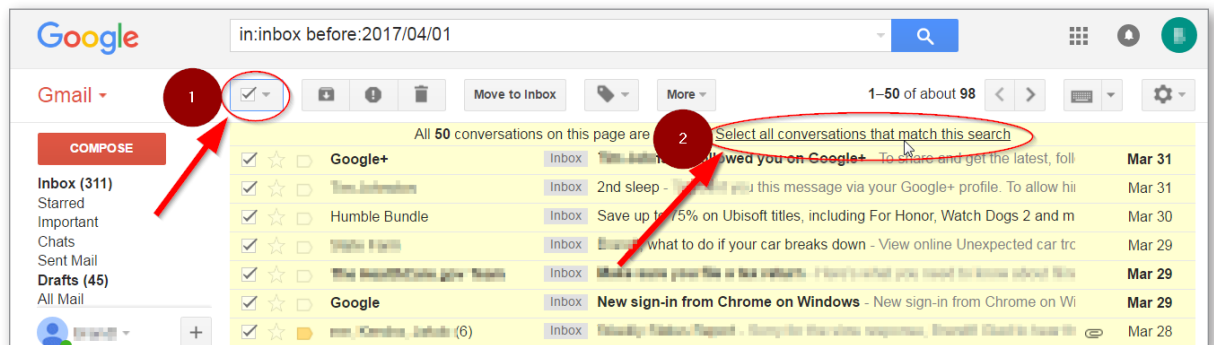 Google
in:inbox before:2017/04/01
Gmail
1
Move to Inbox
More
1–50 of about 98
All 50 conversations on this page are
2
Select all conversations that match this search
COMPOSE
Google+ Inbox lowed you on Google+ - To share and get the latest, foll Mar 31
Inbox (311)
Inbox 2nd sleep - you this message via your Google+ profile. To allow hi Mar 31
Starred
Humble Bundle Inbox Save up to 75% on Ubisoft titles, including For Honor, Watch Dogs 2 and m Mar 30
Important
Chats
Inbox what to do if your car breaks down - View online Unexpected car trc Mar 29
Sent Mail
Inbox Mar 29
Drafts (45)
All Mail
Google Inbox New sign-in from Chrome on Windows - New sign-in from Chrome on Wi Mar 29
(6) Inbox Mar 28